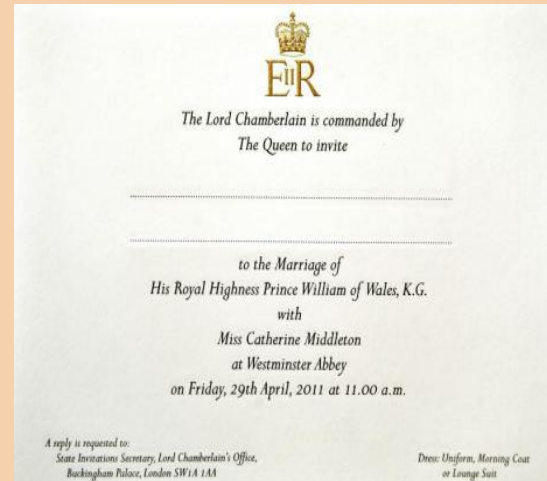 EIIR
The Lord Chamberlain is commanded by
The Queen to invite
to the Marriage of
His Royal Highness Prince William of Wales, K.G.
with
Miss Catherine Middleton
at Westminster Abbey
on Friday, 29th April, 2011 at 11.00 a.m.
A reply is requested to:
State Invitations Secretary, Lord Chamberlain's Office,
Buckingham Palace, London SW1A 1AA
Dress: Uniform, Morning Coat
or Lounge Suit